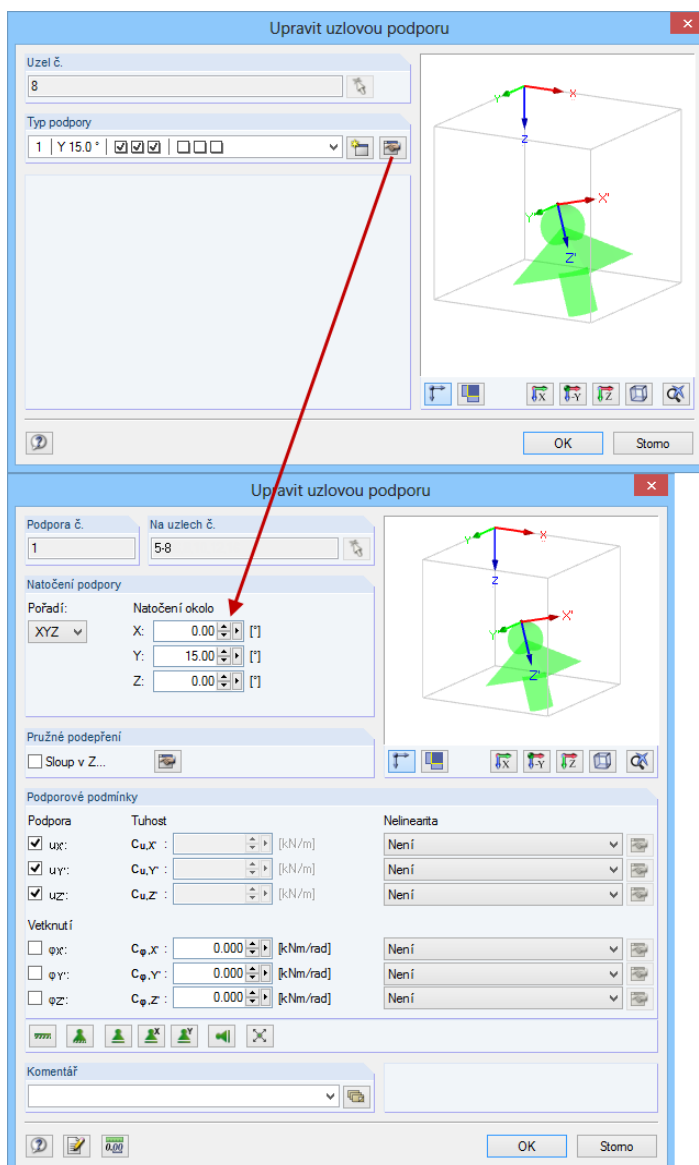 Upravit uzlovou podporu
Uzel č.
8
Typ podpory
1 | Y 15.0 ° |
X
Y
Z
X'
Y'
Z'
X -Y Z
OK Storno
Upravit uzlovou podporu
Podpora č. Na uzlech č.
1 5-8
Natočení podpory
Pořadí: Natočení okolo
XYZ X: 0.00 [°]
Y: 15.00 [°]
Z: 0.00 [°]
X
Y
Z
X'
Y'
Z'
Pružné podepření
Sloup v Z...
X -Y Z
Podporové podmínky
Podpora Tuhost Nelinearita
uX': Cu,X' : [kN/m] Není
uY': Cu,Y' : [kN/m] Není
uZ': Cu,Z' : [kN/m] Není
Vetknutí
φX': Cφ,X' : 0.000 [kNm/rad] Není
φY': Cφ,Y' : 0.000 [kNm/rad] Není
φZ': Cφ,Z' : 0.000 [kNm/rad] Není
X Y
Komentář
0.00
OK Storno